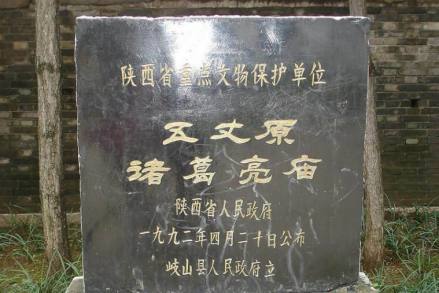 陕西省重点文物保护单位
五丈原
诸葛亮庙
陕西省人民政府
一九九二年四月二十日公布
岐山县人民政府立